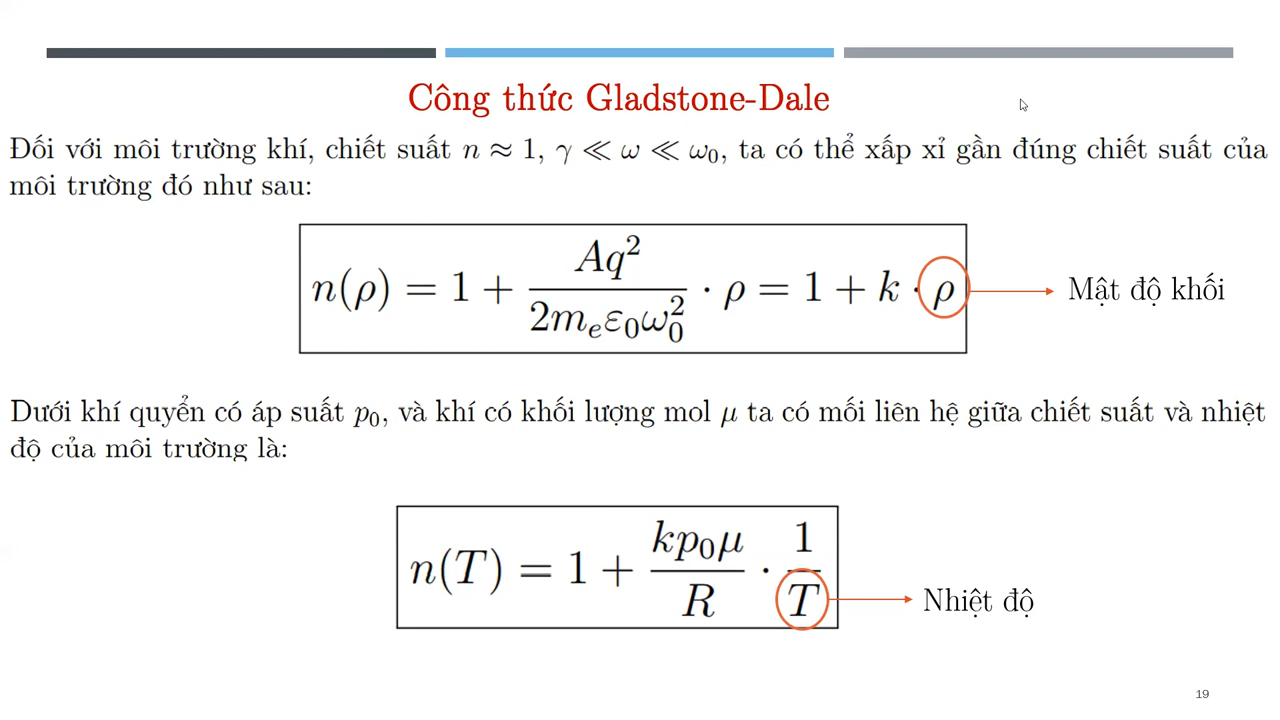 Công thức Gladstone-Dale
Đối với môi trường khí, chiết suất n ≈ 1, γ ≪ ω ≪ ω₀, ta có thể xấp xỉ gần đúng chiết suất của
môi trường đó như sau:
n(ρ) = 1 + Aq² / 2mₑε₀ω₀² · ρ = 1 + k · ρ
Mật độ khối
Dưới khí quyển có áp suất p₀, và khí có khối lượng mol μ ta có mối liên hệ giữa chiết suất và nhiệt
độ của môi trường là:
n(T) = 1 + kp₀μ / R · 1 / T
Nhiệt độ
19